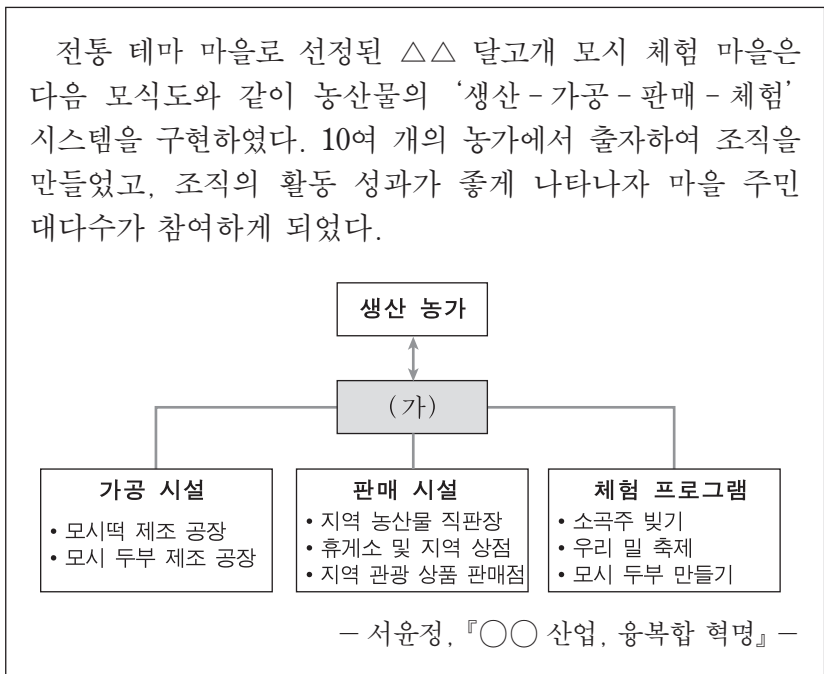 전통 테마 마을로 선정된 △△ 달고개 모시 체험 마을은
다음 모식도와 같이 농산물의 ‘생산 – 가공 – 판매 – 체험’
시스템을 구현하였다. 10여 개의 농가에서 출자하여 조직을
만들었고, 조직의 활동 성과가 좋게 나타나자 마을 주민
대다수가 참여하게 되었다.
생산 농가
(가)
가공 시설
• 모시떡 제조 공장
• 모시 두부 제조 공장
판매 시설
• 지역 농산물 직판장
• 휴게소 및 지역 상점
• 지역 관광 상품 판매점
체험 프로그램
• 소곡주 빚기
• 우리 밀 축제
• 모시 두부 만들기
– 서윤정, 『○○ 산업, 융복합 혁명』 –